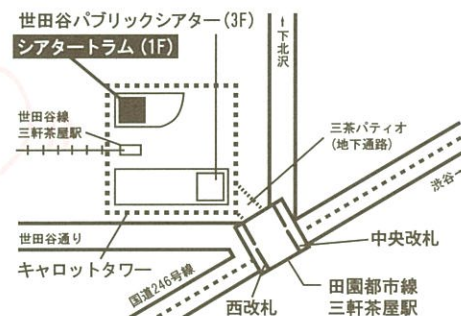 世田谷パブリックシアター(3F)
シアタートラム(1F)
↑下北沢
世田谷線
三軒茶屋駅
三茶パティオ
(地下通路)
渋谷→
世田谷通り
キャロットタワー
国道246号線
中央改札
西改札
田園都市線
三軒茶屋駅